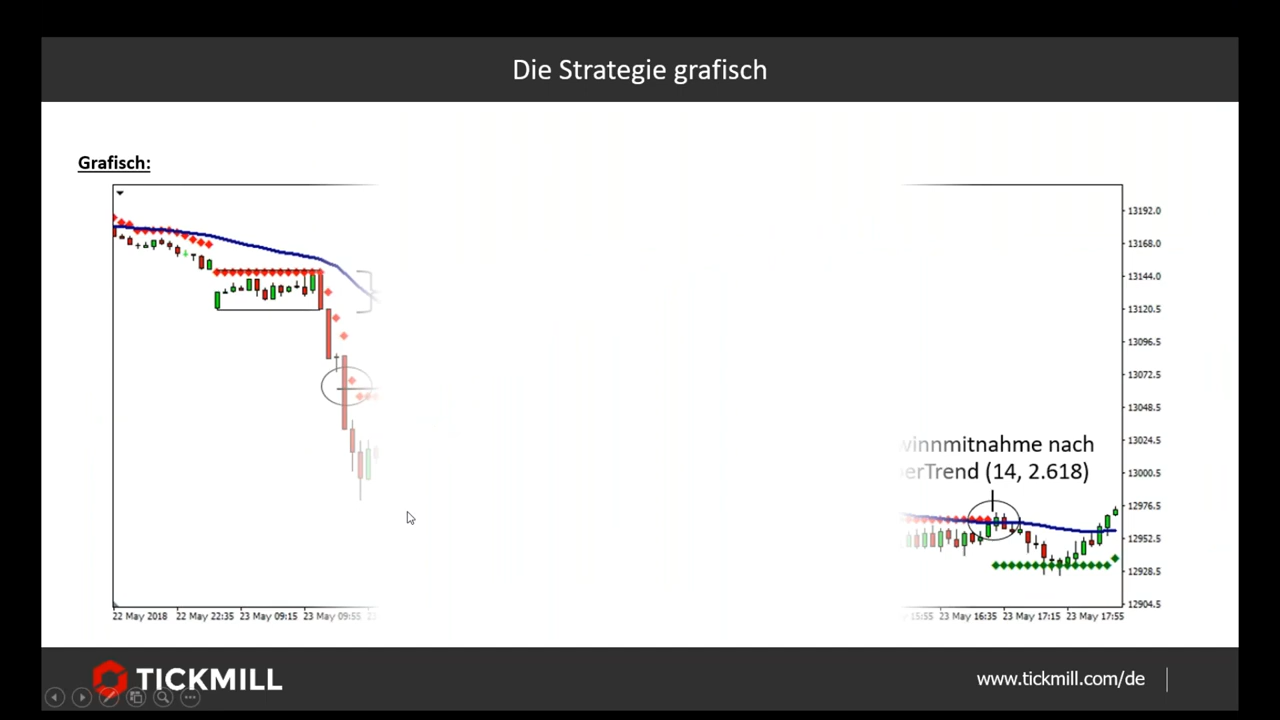 Die Strategie grafisch
Grafisch:
13192.0
13168.0
13144.0
13120.5
13096.5
13072.5
13048.5
13024.5
13000.5
12976.5
12952.5
12928.5
12904.5
nach
(14, 2.618)
22 May 2018 22 May 22:35 23 May 09:15 23 May 09:55 23 May 16:35 23 May 17:15 23 May 17:55
TICKMILL
www.tickmill.com/de